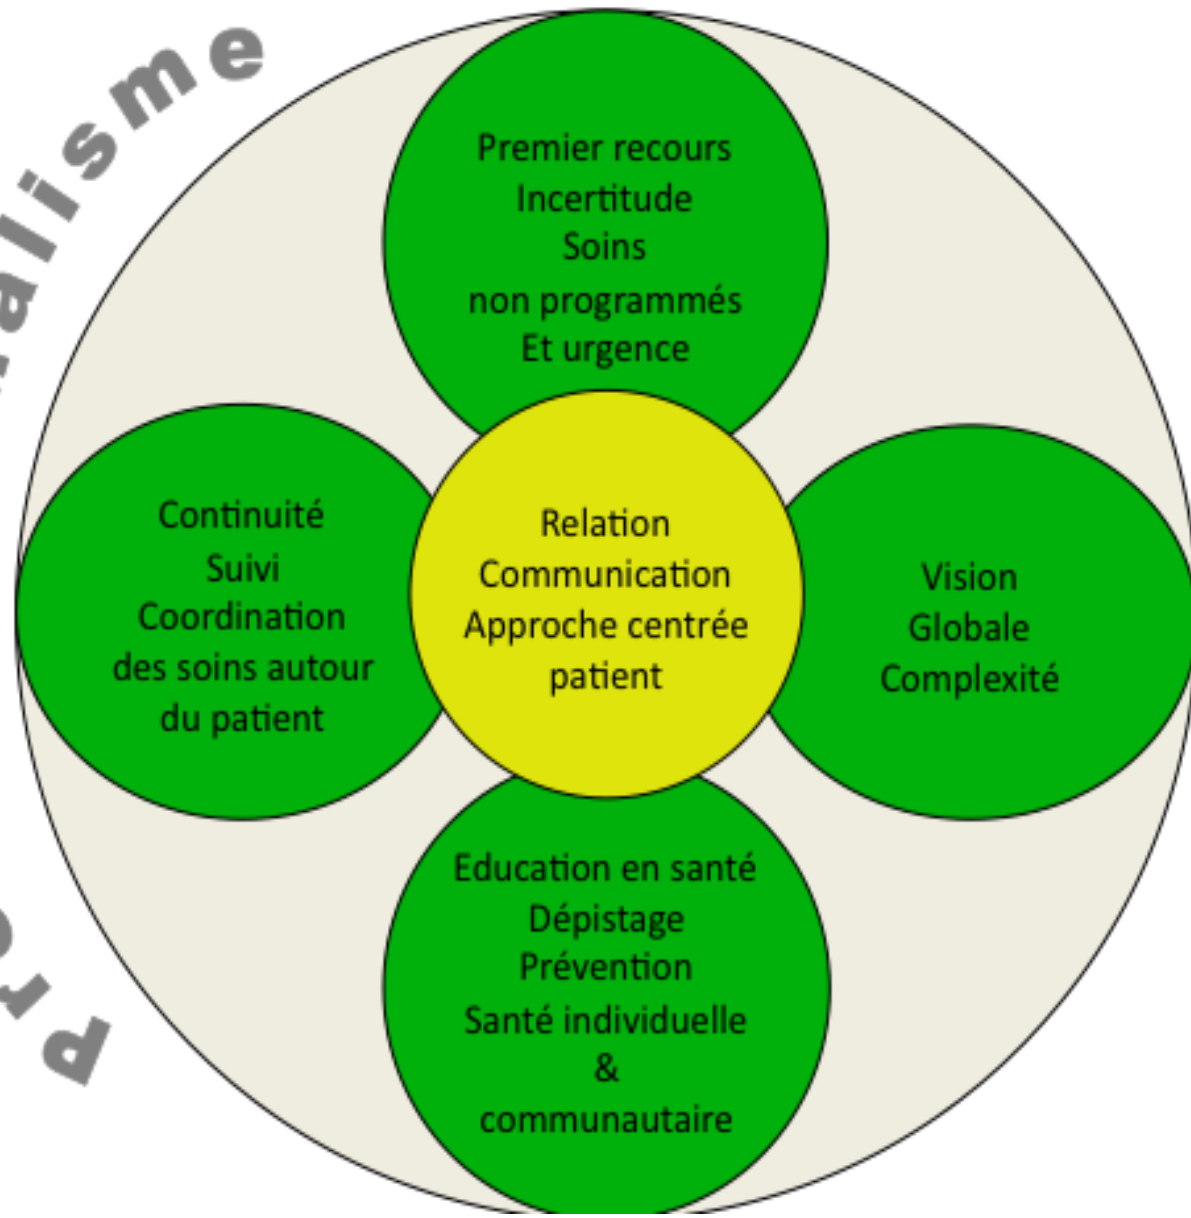 Premier recours
Incertitude
Soins
non programmés
Et urgence
Continuité
Suivi
Coordination
des soins autour
du patient
Relation
Communication
Approche centrée
patient
Vision
Globale
Complexité
Education en santé
Dépistage
Prévention
Santé individuelle
&
communautaire